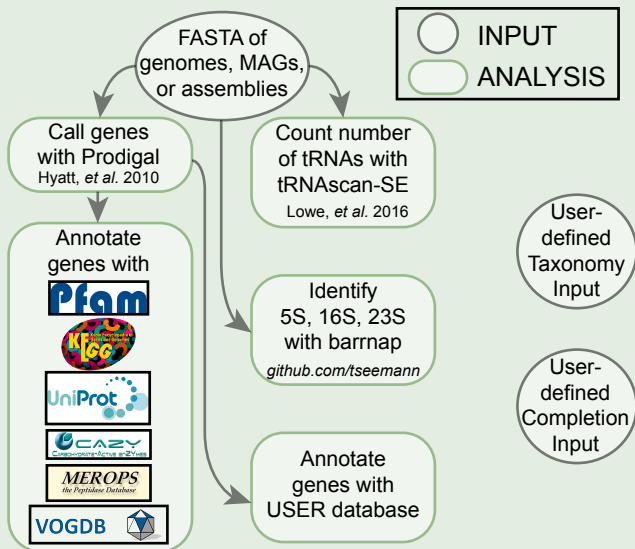 FASTA of
genomes, MAGs,
or assemblies
INPUT
ANALYSIS
Call genes
with Prodigal
Hyatt, et al. 2010
Count number
of tRNAs with
tRNAscan-SE
Lowe, et al. 2016
Annotate
genes with
Pfam
KEGG
UniProt
CAZY
CARBOHYDRATE-ACTIVE ENZYMES
MEROPS
the Peptidase Database
VOGDB
Identify
5S, 16S, 23S
with barrnap
github.com/tseemann
Annotate
genes with
USER database
User-
defined
Taxonomy
Input
User-
defined
Completion
Input